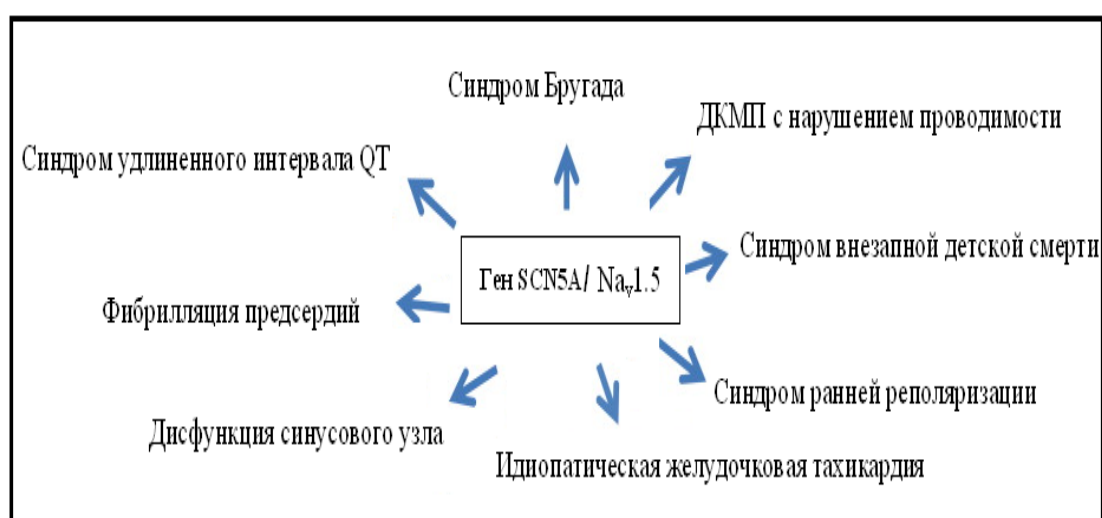 Синдром Бругада
ДКМП с нарушением проводимости
Синдром удлиненного интервала QT
Синдром внезапной детской смерти
Ген SCN5A/ Naᵥ1.5
Фибрилляция предсердий
Синдром ранней реполяризации
Дисфункция синусового узла
Идиопатическая желудочковая тахикардия